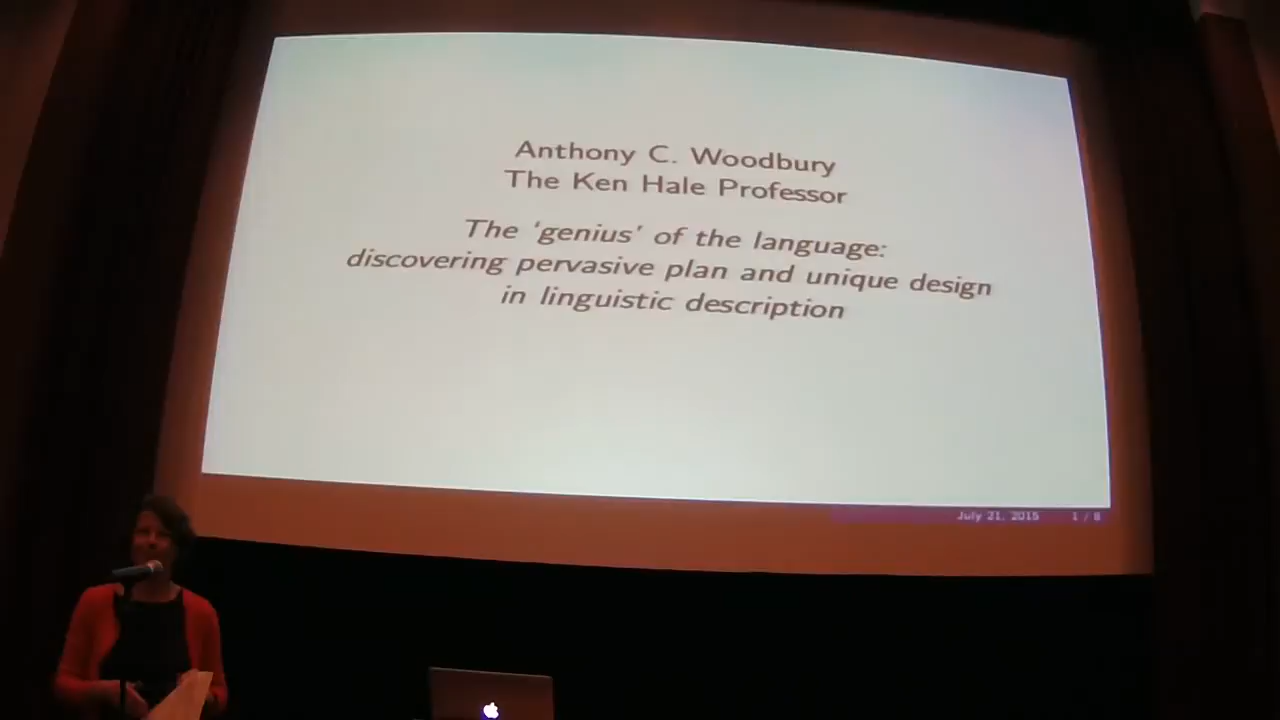 Anthony C. Woodbury
The Ken Hale Professor
The 'genius' of the language:
discovering pervasive plan and unique design
in linguistic description
July 21, 2015 1 / 8